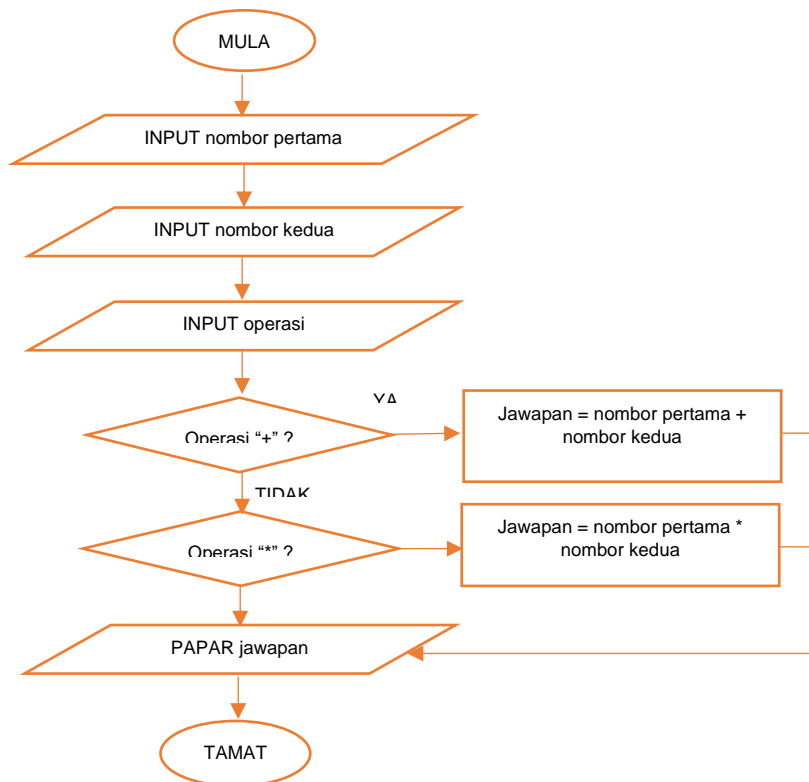 MULA
INPUT nombor pertama
INPUT nombor kedua
INPUT operasi
Operasi “+” ?
YA
Jawapan = nombor pertama +
nombor kedua
TIDAK
Operasi “*” ?
Jawapan = nombor pertama *
nombor kedua
PAPAR jawapan
TAMAT